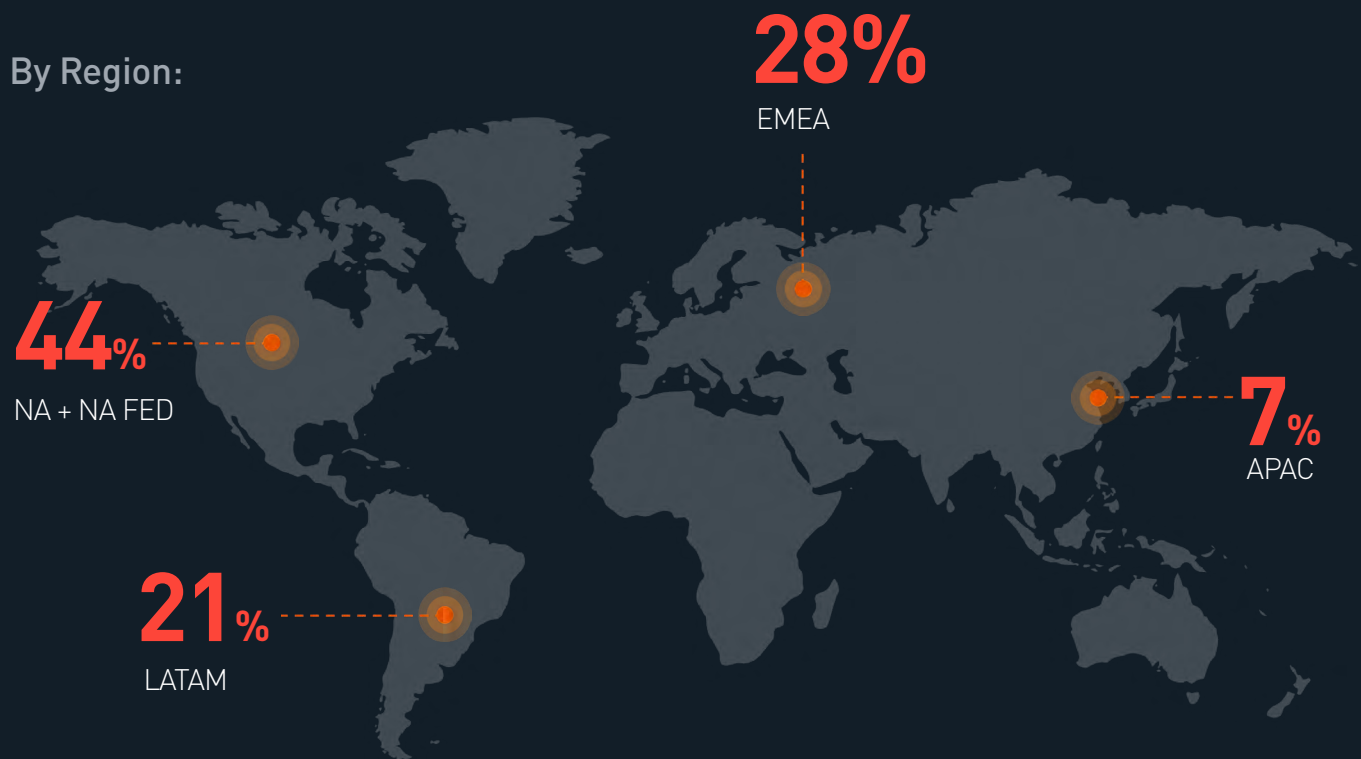 By Region:
28%
EMEA
44%
NA + NA FED
7%
APAC
21%
LATAM